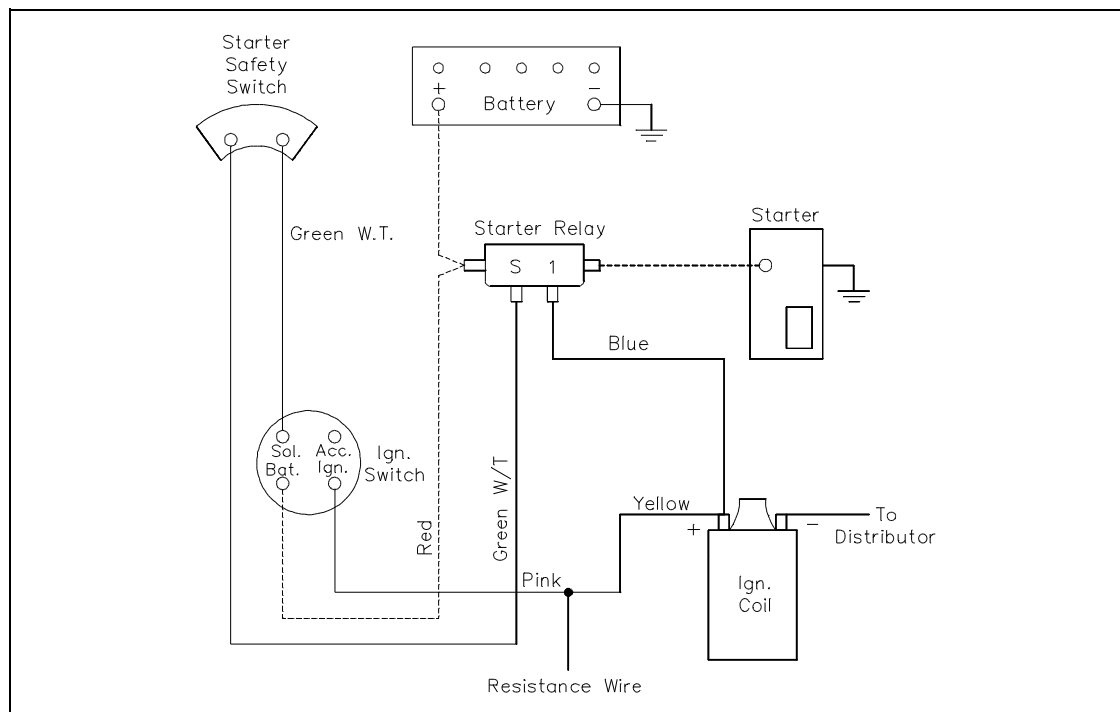 Starter
Safety
Switch
+
−
Battery
Green W.T.
Starter Relay
S 1
Starter
Blue
Sol. Acc.
Bat. Ign.
Ign.
Switch
Red
Green W/T
Yellow
+
−
To
Distributor
Pink
Ign.
Coil
Resistance Wire